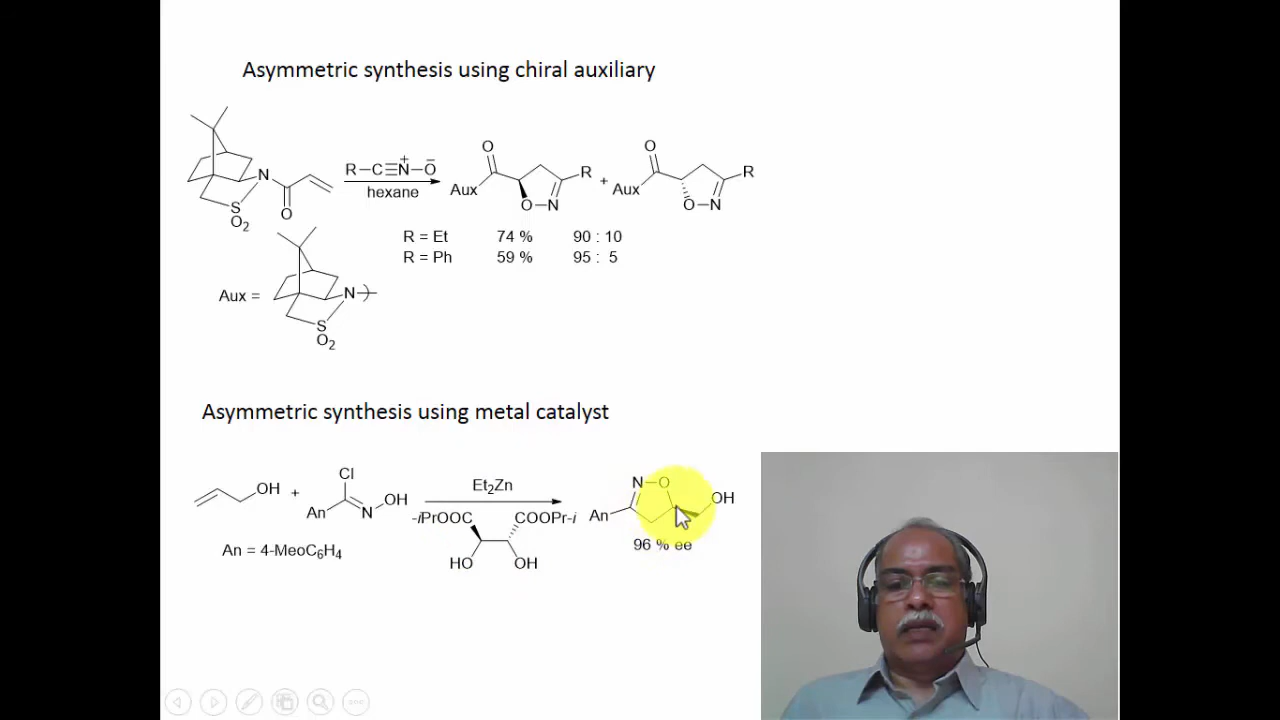 Asymmetric synthesis using chiral auxiliary
N
O
S
O2
R–C≡N–O
+ –
hexane
O
Aux
R
O–N
+
O
Aux
R
O–N
R = Et 74 % 90 : 10
R = Ph 59 % 95 : 5
Aux =
N
S
O2
Asymmetric synthesis using metal catalyst
OH
+
Cl
An
N
OH
An = 4-MeoC6H4
Et2Zn
-iPrOOC COOPr-i
HO OH
N–O
An
OH
96 % ee